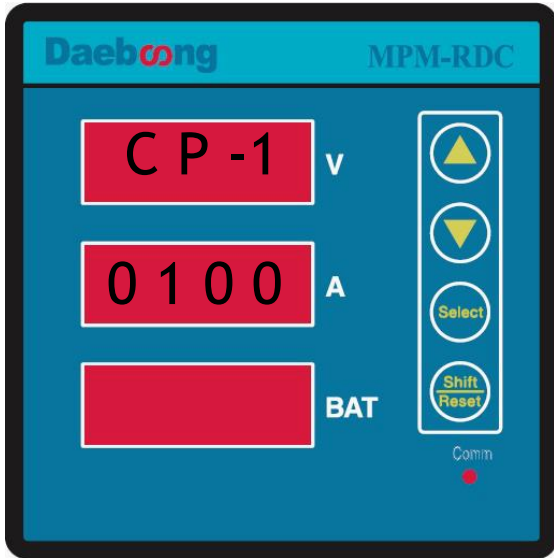 Daeboong MPM-RDC
C P -1 V
0 1 0 0 A
BAT
Select
Shift
Reset
Comm